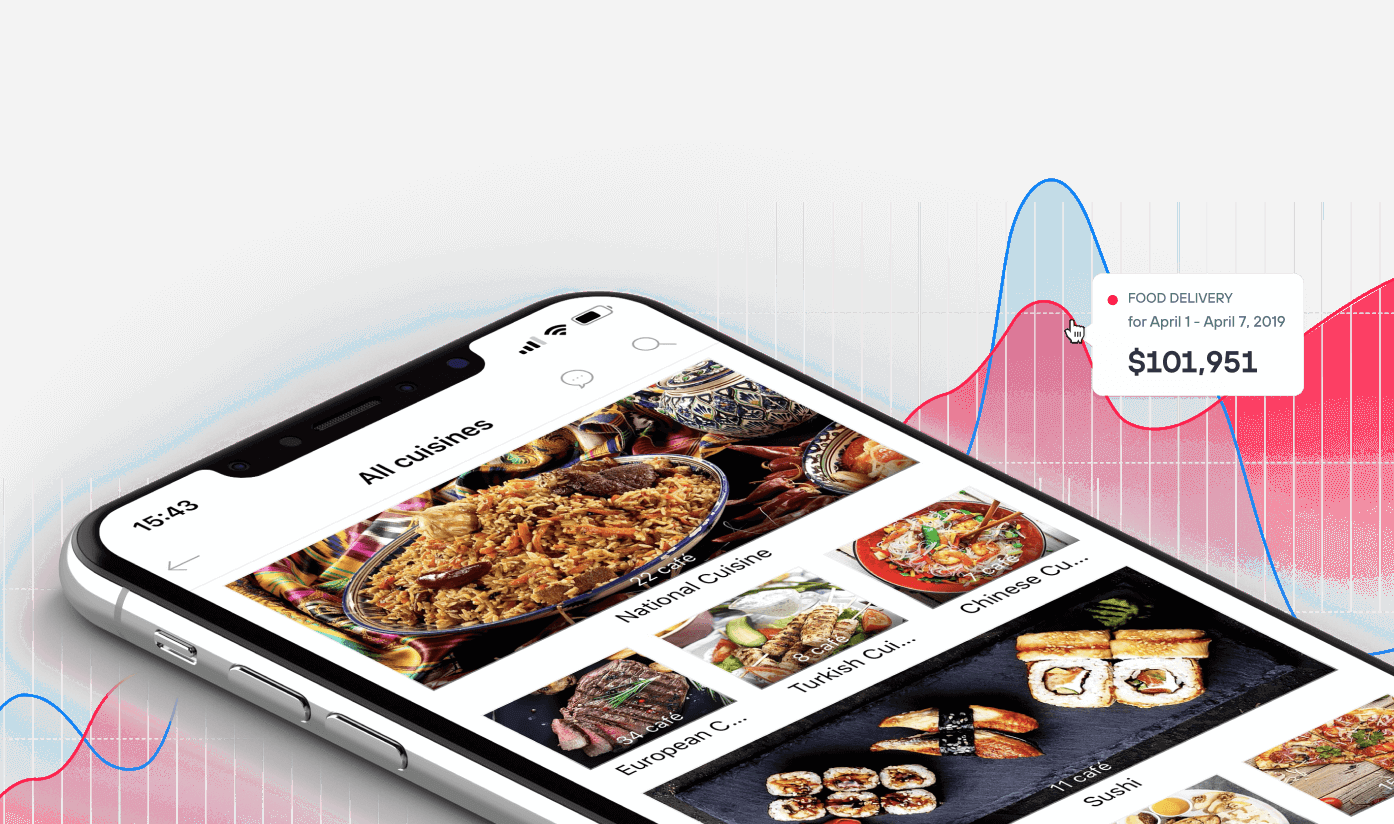 FOOD DELIVERY
for April 1 - April 7, 2019
$101,951
15:43
All cuisines
22 café
National Cuisine
34 café
European C...
8 café
Turkish Cui...
7 café
Chinese Cu...
11 café
Sushi